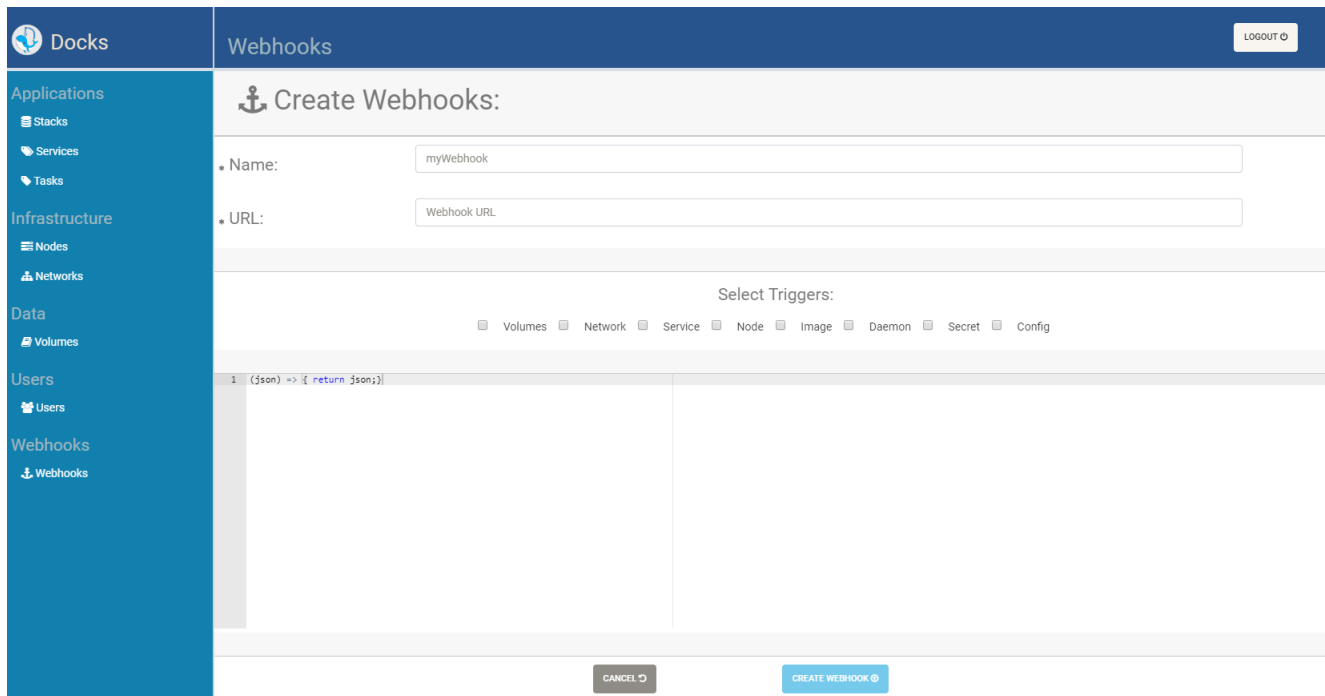 Docks
Webhooks
LOGOUT
Applications
Stacks
Services
Tasks
Infrastructure
Nodes
Networks
Data
Volumes
Users
Users
Webhooks
Webhooks
Create Webhooks:
* Name:
myWebhook
* URL:
Webhook URL
Select Triggers:
Volumes Network Service Node Image Daemon Secret Config
1 (json) => { return json;}
CANCEL
CREATE WEBHOOK